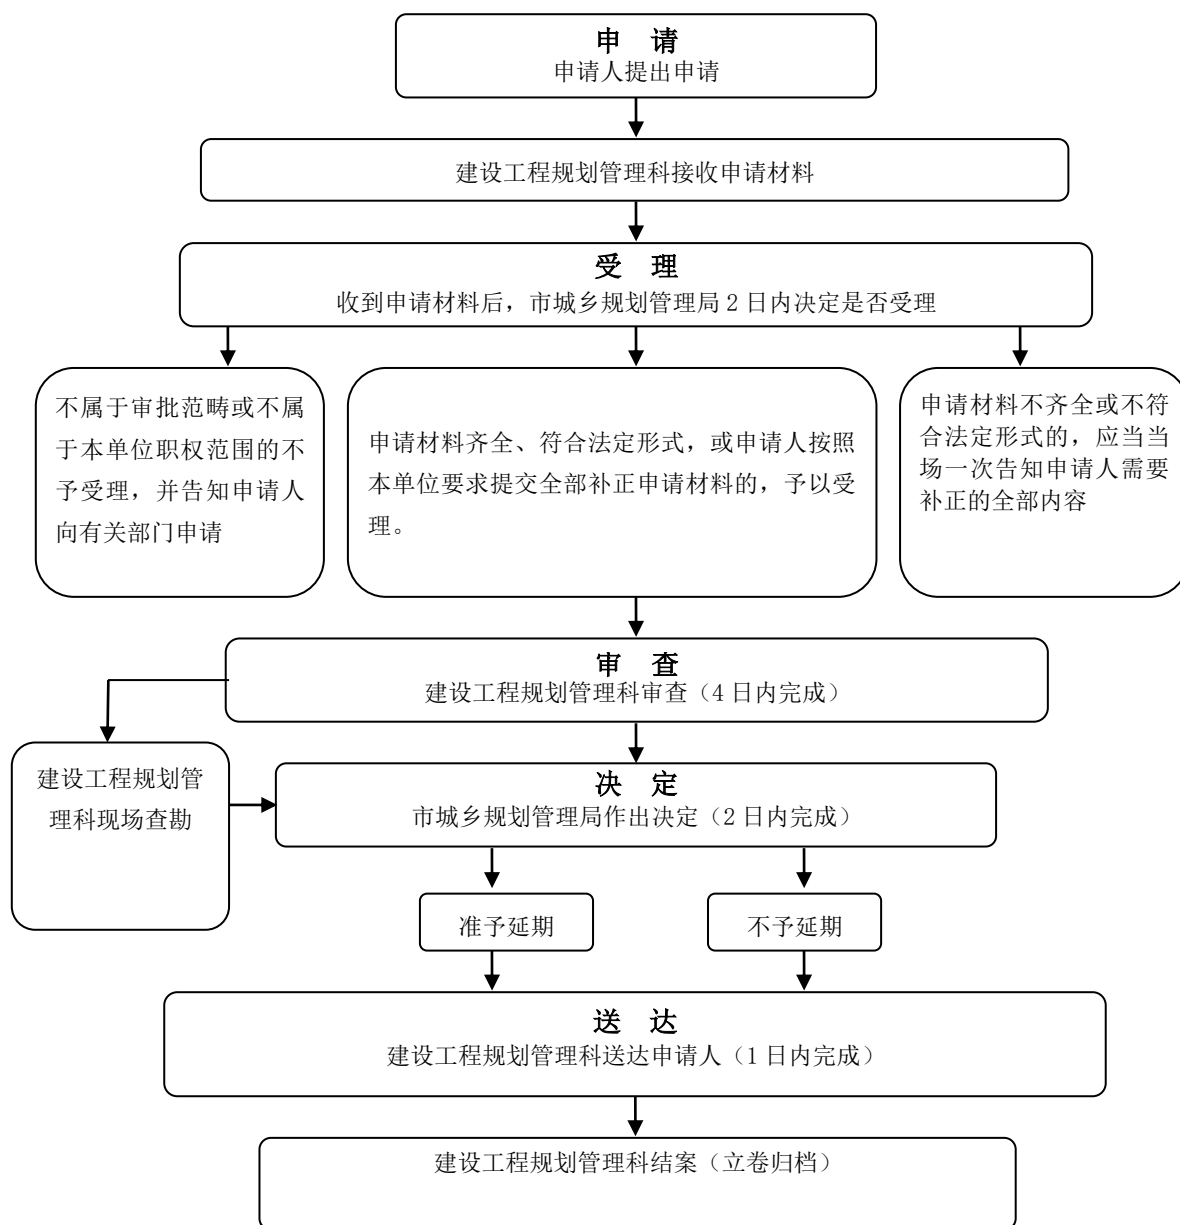 申 请
申请人提出申请
建设工程规划管理科接收申请材料
受 理
收到申请材料后，市城乡规划管理局 2 日内决定是否受理
不属于审批范畴或不属
于本单位职权范围的不
予受理，并告知申请人
向有关部门申请
申请材料齐全、符合法定形式，或申请人按照
本单位要求提交全部补正申请材料的，予以受
理。
申请材料不齐全或不符
合法定形式的，应当当
场一次告知申请人需要
补正的全部内容
审 查
建设工程规划管理科审查（4 日内完成）
建设工程规划管
理科现场查勘
决 定
市城乡规划管理局作出决定（2 日内完成）
准予延期
不予延期
送 达
建设工程规划管理科送达申请人（1 日内完成）
建设工程规划管理科结案（立卷归档）